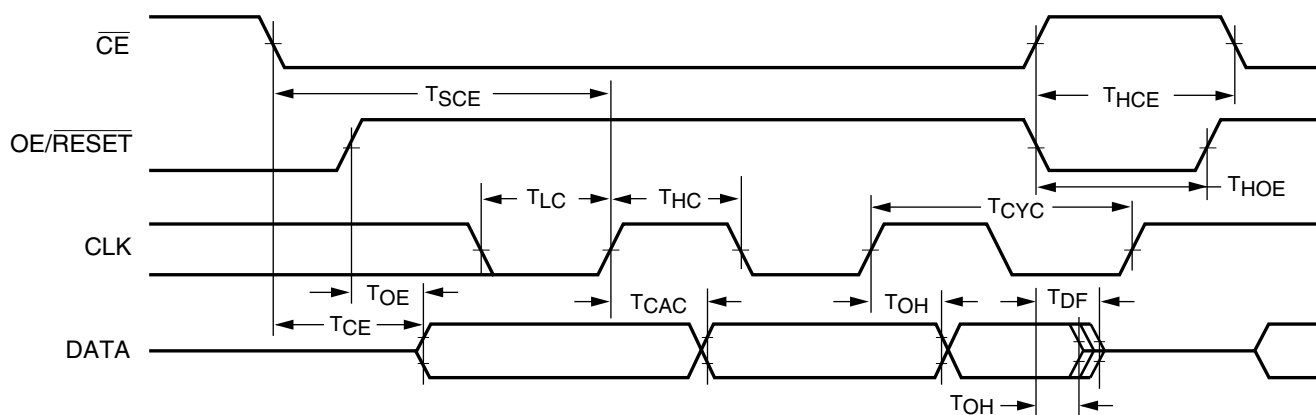 CE
TSCE
THCE
OE/RESET
TLC
THC
TCYC
THOE
CLK
TOE
TCAC
TOH
TDF
TCE
DATA
TOH